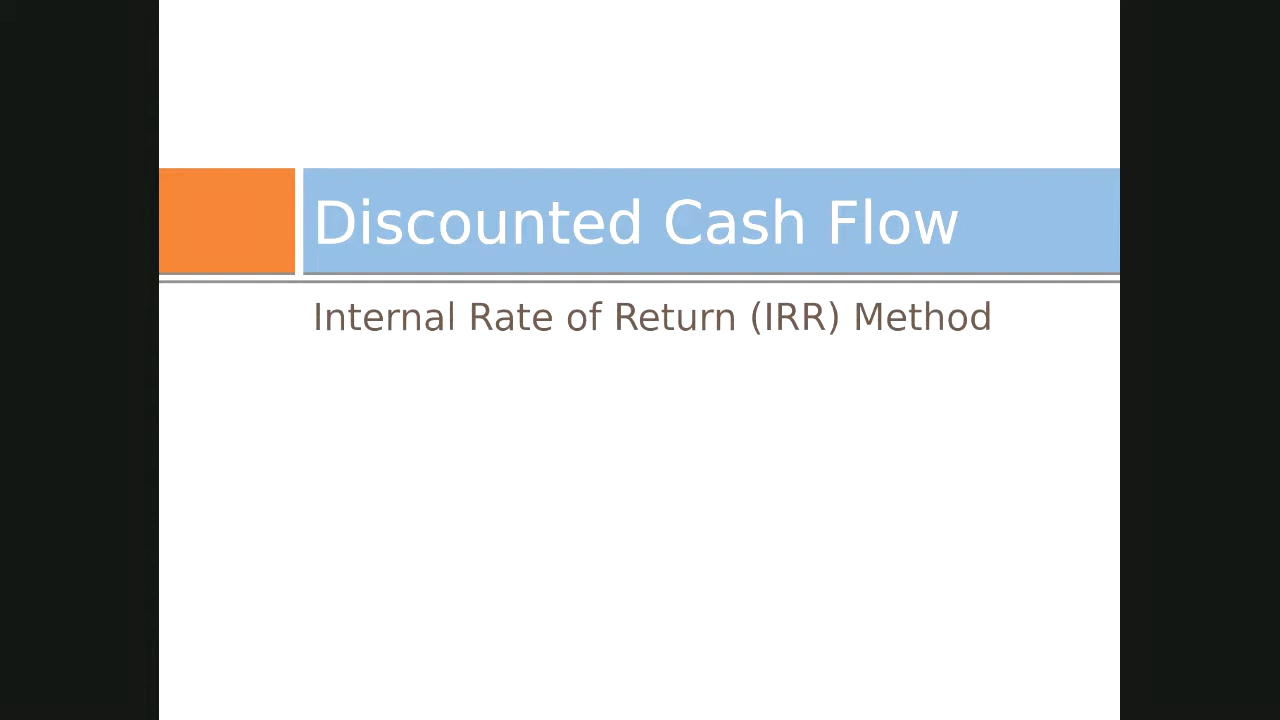 Discounted Cash Flow
Internal Rate of Return (IRR) Method